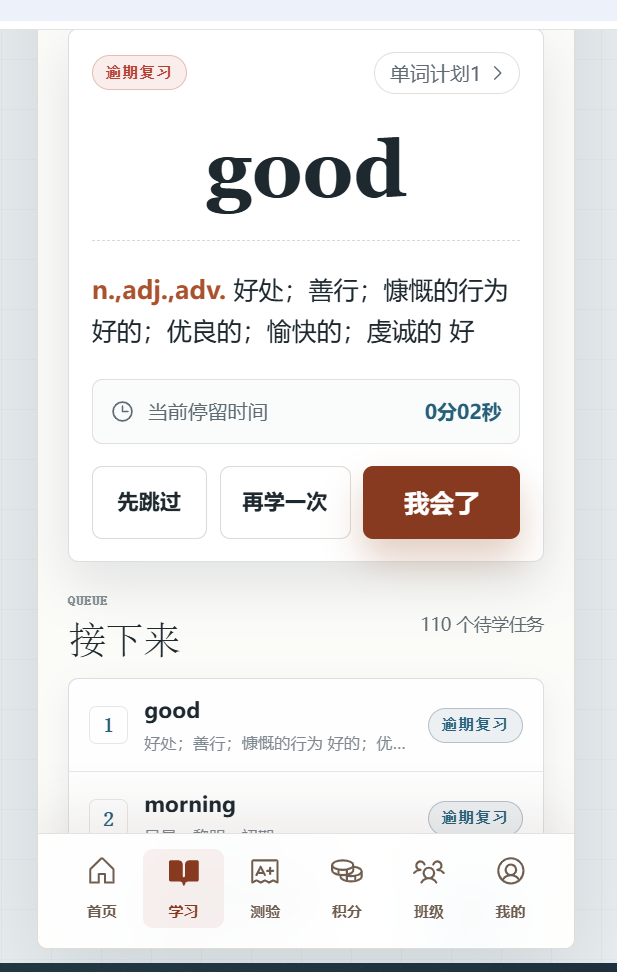 逾期复习
单词计划1
good
n.,adj.,adv. 好处；善行；慷慨的行为
好的；优良的；愉快的；虔诚的 好
当前停留时间
0分02秒
先跳过
再学一次
我会了
QUEUE
接下来
110 个待学任务
1
good
好处；善行；慷慨的行为 好的；优...
逾期复习
2
morning
逾期复习
首页
学习
A+
测验
积分
班级
我的